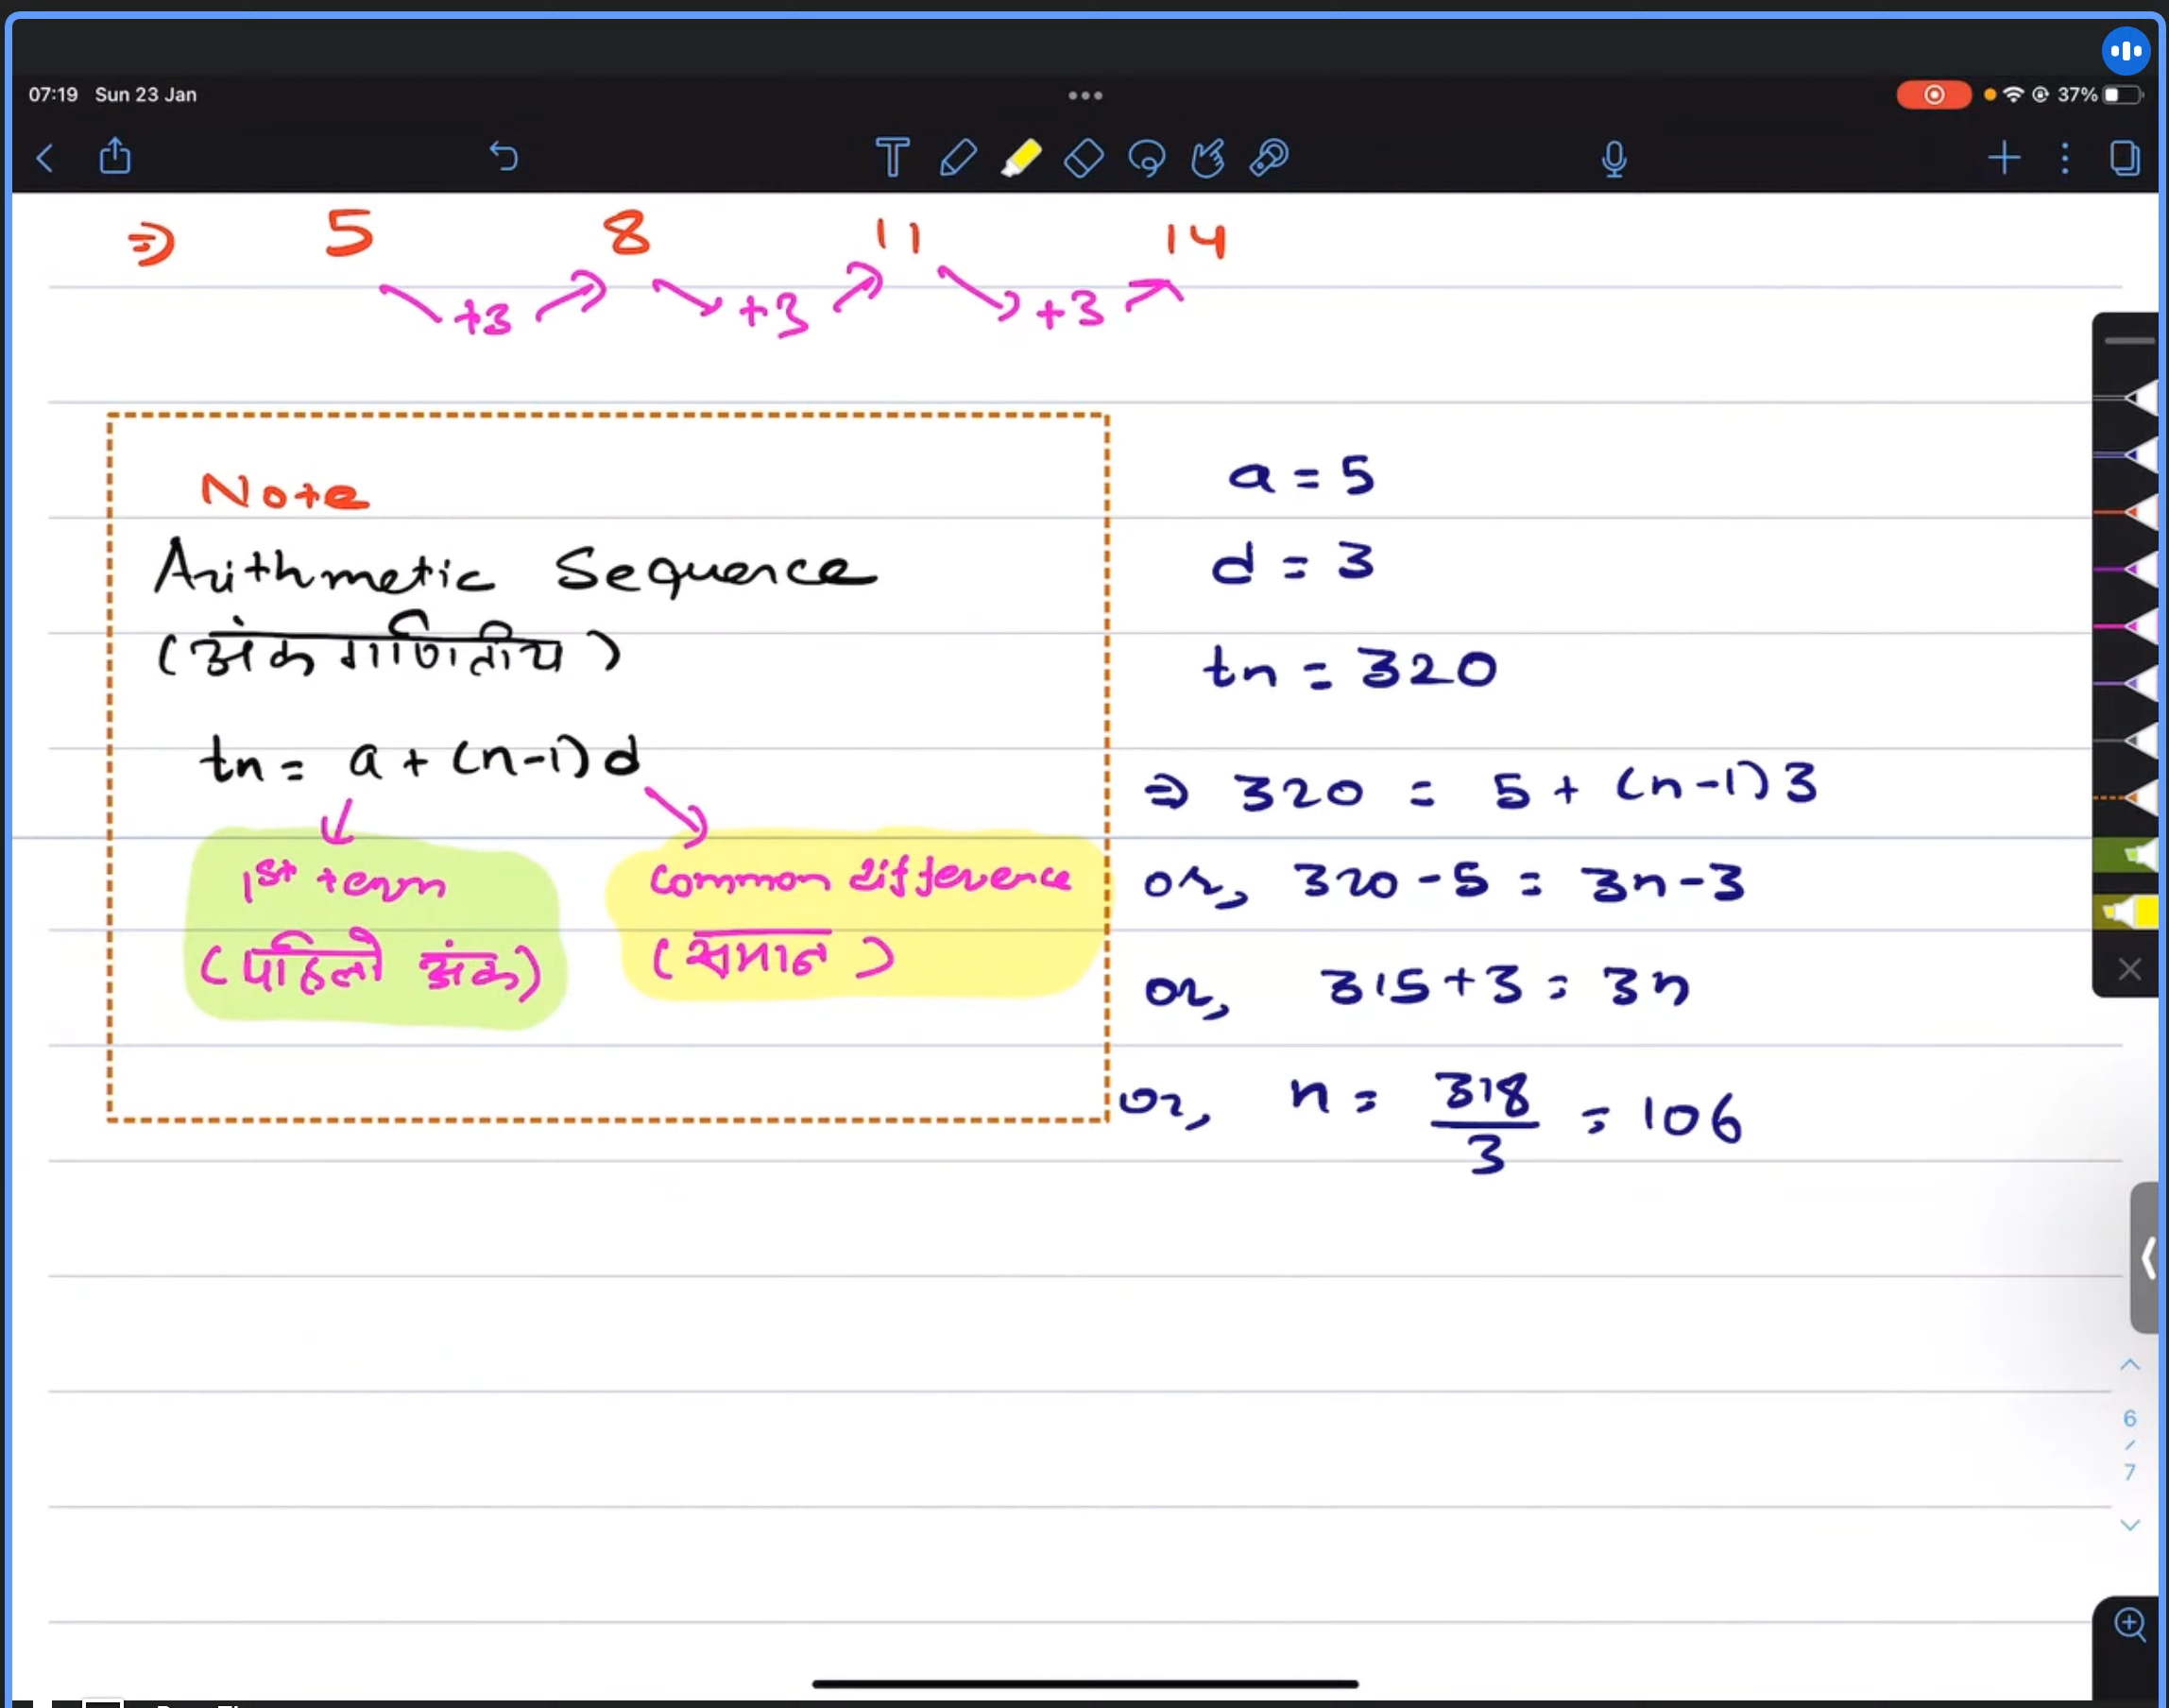 07:19 Sun 23 Jan
37%
T
⇒ 5 8 11 14
+3 +3 +3
Note
Arithmetic Sequence
(अंकगणितीय)
tn = a + (n-1)d
1st term
(पहिलो अंक)
common difference
(समान)
a = 5
d = 3
tn = 320
⇒ 320 = 5 + (n-1)3
or, 320 - 5 = 3n - 3
or, 315 + 3 = 3n
or, n = 318/3 = 106
6
/
7